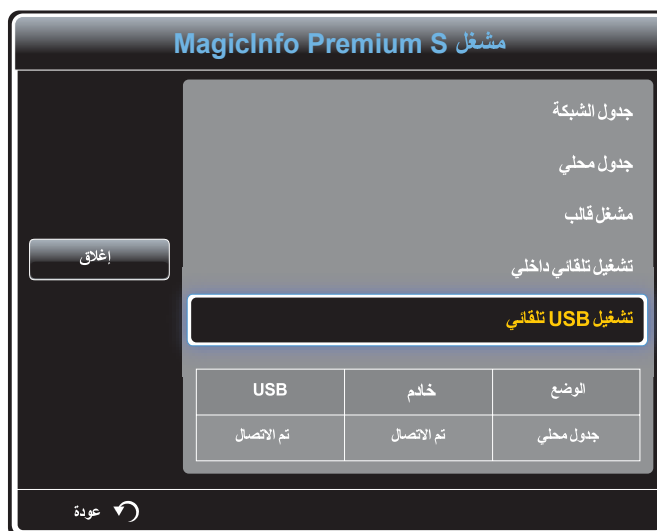 مشغل MagicInfo Premium S
جدول الشبكة
جدول محلي
مشغل قالب
تشغيل تلقائي داخلي
تشغيل USB تلقائي
إغلاق
الوضع خادم USB
جدول محلي تم الاتصال تم الاتصال
عودة